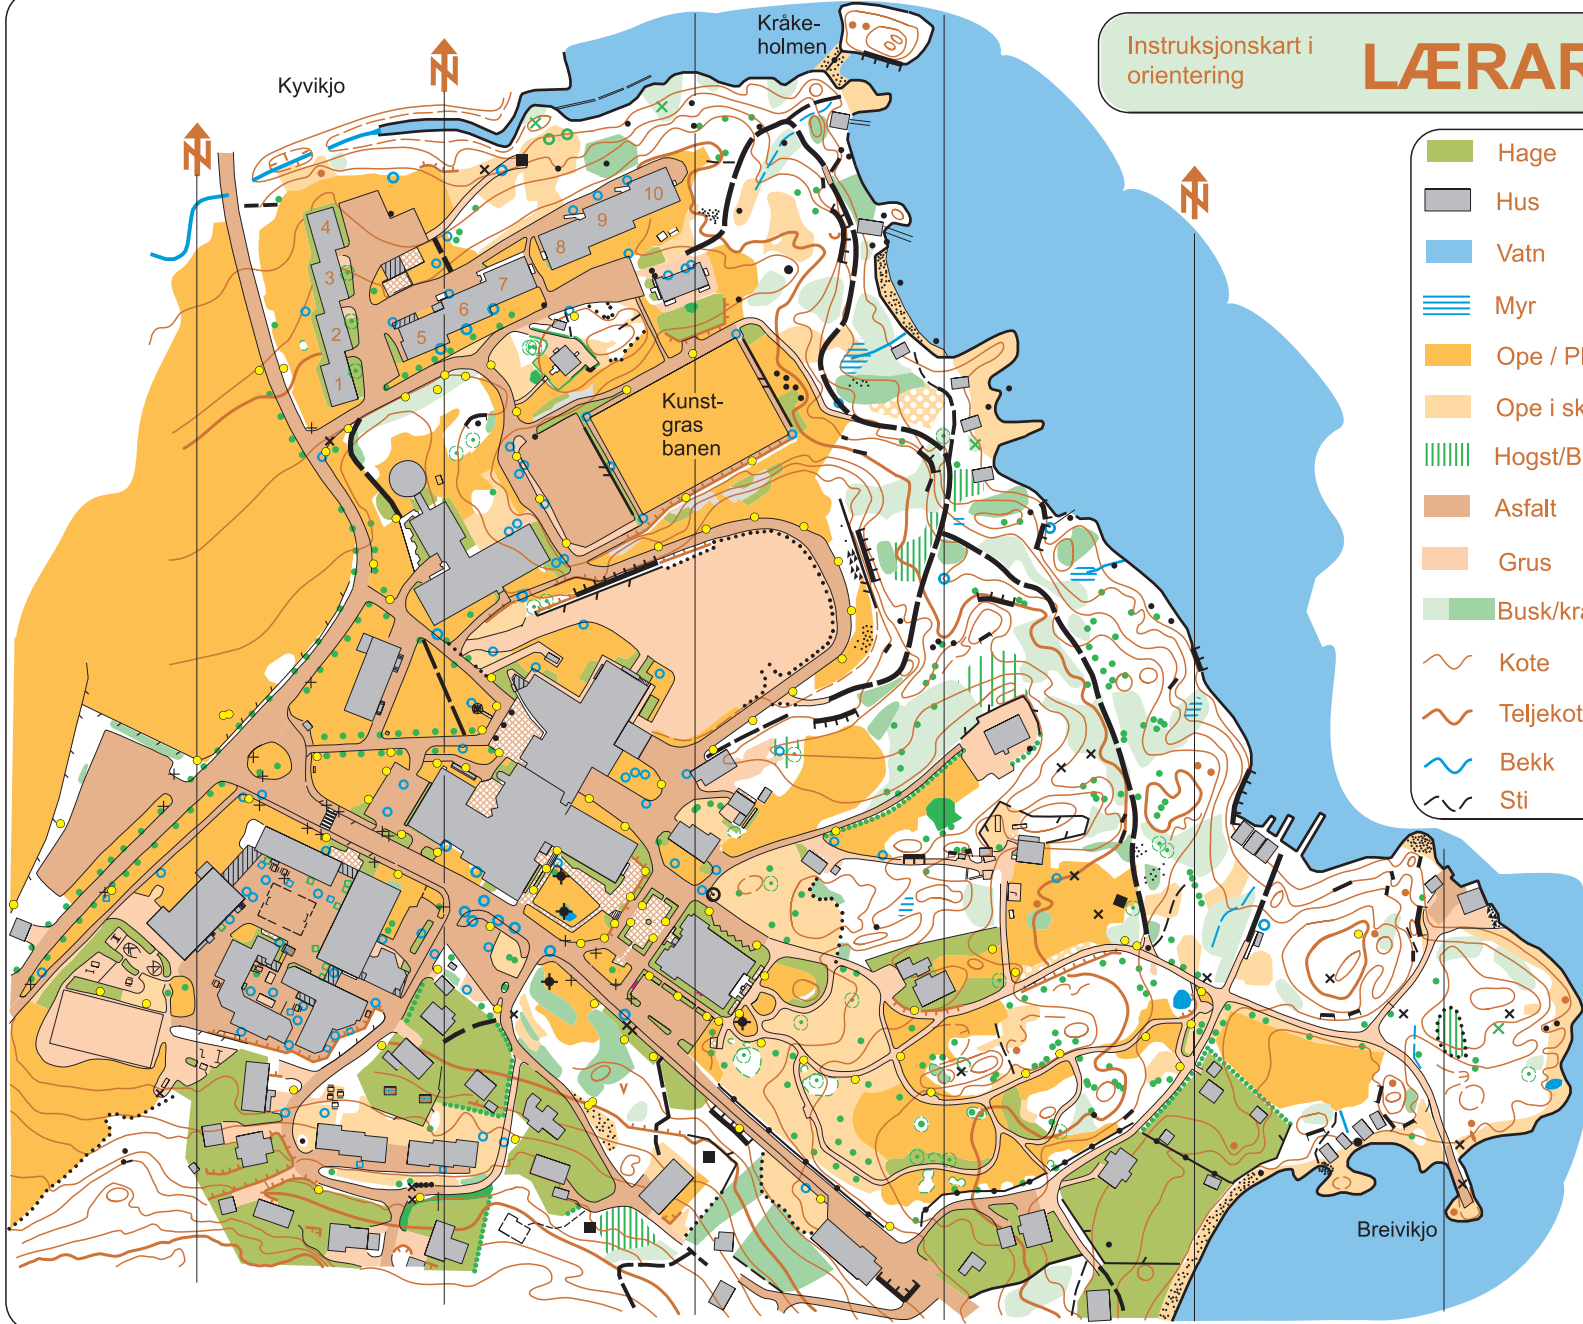 Kråke-
holmen
Kyvikjo
Instruksjonskart i
orientering
LÆRAR
Hage
Hus
Vatn
Myr
Ope / Pl
Ope i sk
Hogst/B
Asfalt
Grus
Busk/kra
Kote
Teljekot
Bekk
Sti
N
N
N
10
9
8
7
6
5
4
3
2
1
Kunst-
gras
banen
Breivikjo